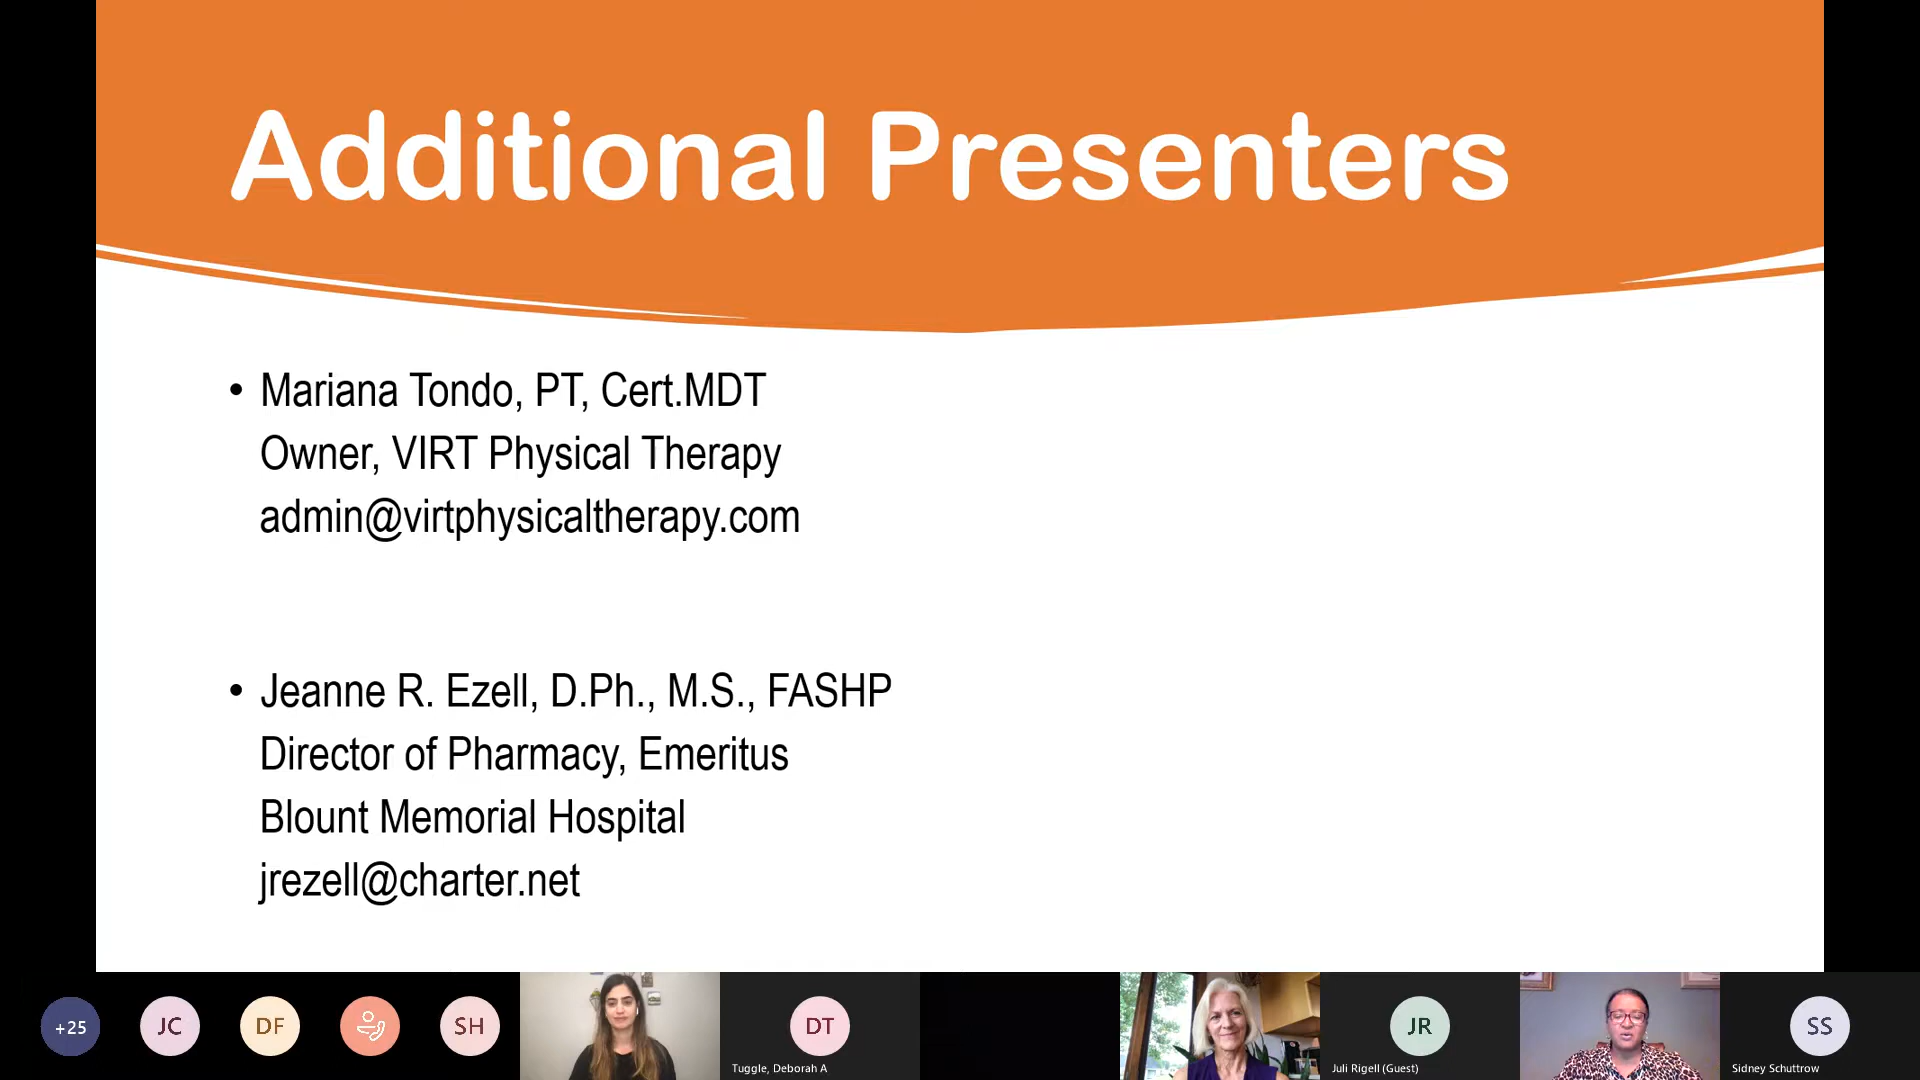 Additional Presenters
• Mariana Tondo, PT, Cert.MDT
Owner, VIRT Physical Therapy
admin@virtphysicaltherapy.com
• Jeanne R. Ezell, D.Ph., M.S., FASHP
Director of Pharmacy, Emeritus
Blount Memorial Hospital
jrezell@charter.net
+25
JC
DF
SH
DT
Tuggle, Deborah A
JR
Juli Rigell (Guest)
SS
Sidney Schuttrow